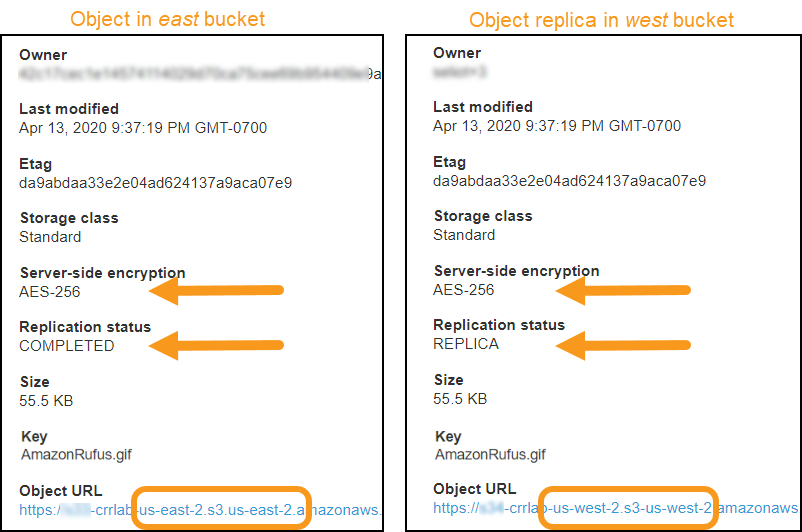 Object in east bucket
Owner
9a
Last modified
Apr 13, 2020 9:37:19 PM GMT-0700
Etag
da9abdaa33e2e04ad624137a9aca07e9
Storage class
Standard
Server-side encryption
AES-256
Replication status
COMPLETED
Size
55.5 KB
Key
AmazonRufus.gif
Object URL
https:/ -crrlab-us-east-2.s3.us-east-2.amazonaws.
Object replica in west bucket
Owner
Last modified
Apr 13, 2020 9:37:19 PM GMT-0700
Etag
da9abdaa33e2e04ad624137a9aca07e9
Storage class
Standard
Server-side encryption
AES-256
Replication status
REPLICA
Size
55.5 KB
Key
AmazonRufus.gif
Object URL
https:// -crrlab-us-west-2.s3-us-west-2.amazonaws